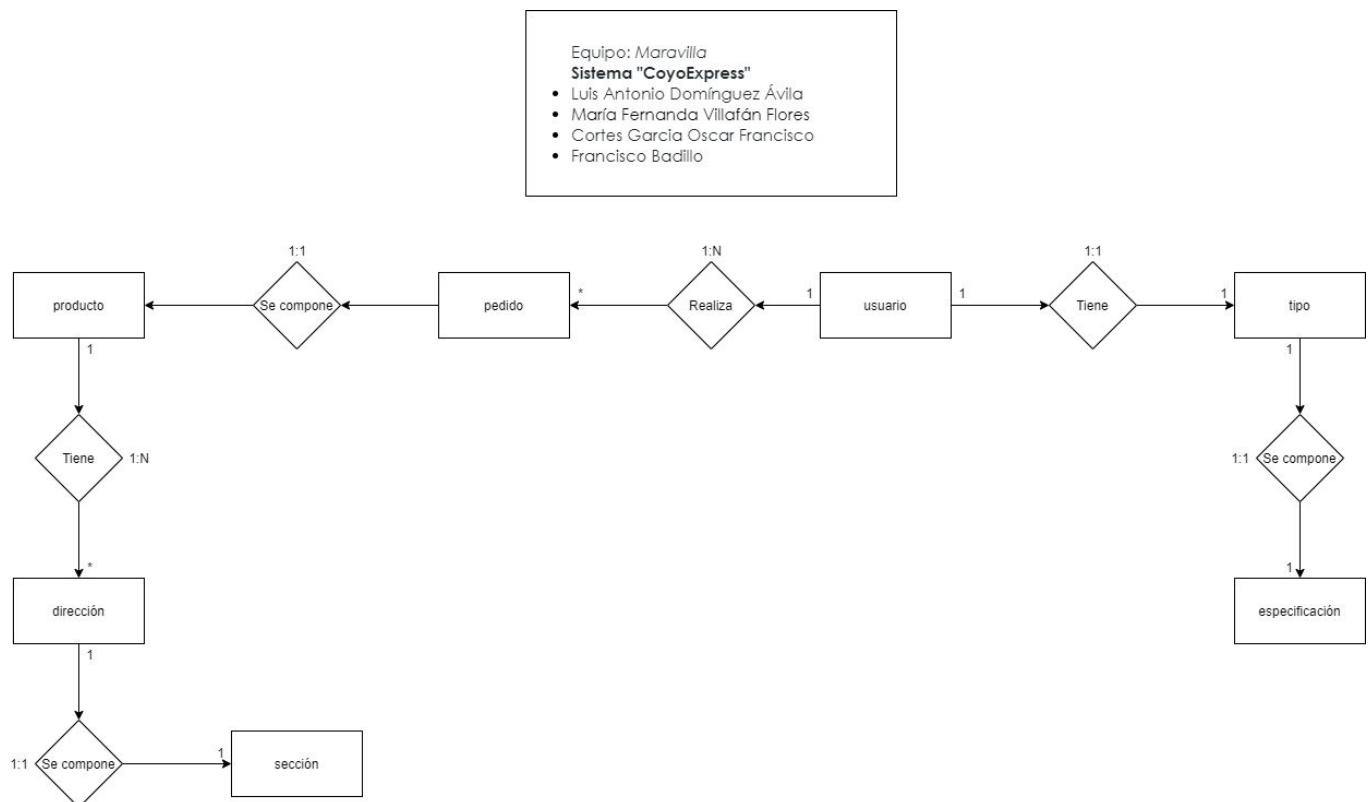 Equipo: Maravilla
Sistema "CoyoExpress"
• Luis Antonio Domínguez Ávila
• María Fernanda Villafán Flores
• Cortes Garcia Oscar Francisco
• Francisco Badillo
1:1
1:N
1:1
producto
Se compone
pedido
*
Realiza
1
usuario
1
Tiene
1
tipo
1
1
Tiene
1:N
1:1
Se compone
*
1
dirección
especificación
1
1:1
Se compone
1
sección